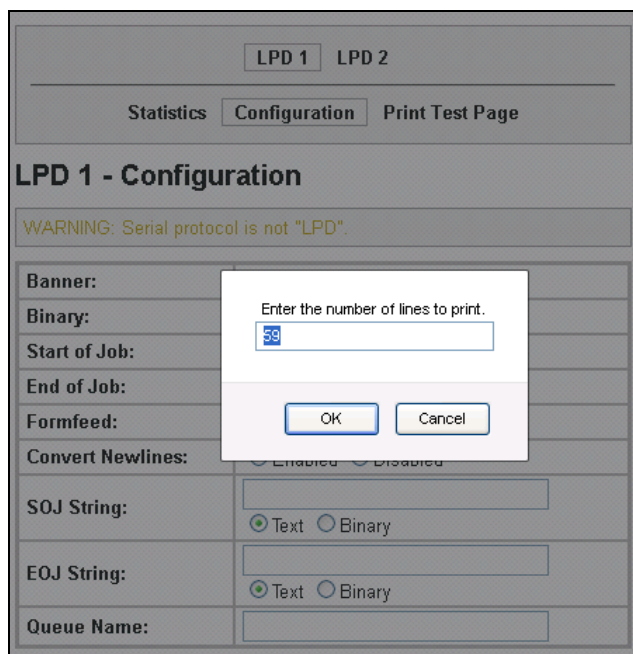 LPD 1 LPD 2
Statistics Configuration Print Test Page
LPD 1 - Configuration
WARNING: Serial protocol is not "LPD".
Banner:
Binary:
Start of Job:
End of Job:
Formfeed:
Enter the number of lines to print.
59
OK Cancel
Convert Newlines: Enabled Disabled
SOJ String:
Text Binary
EOJ String:
Text Binary
Queue Name: